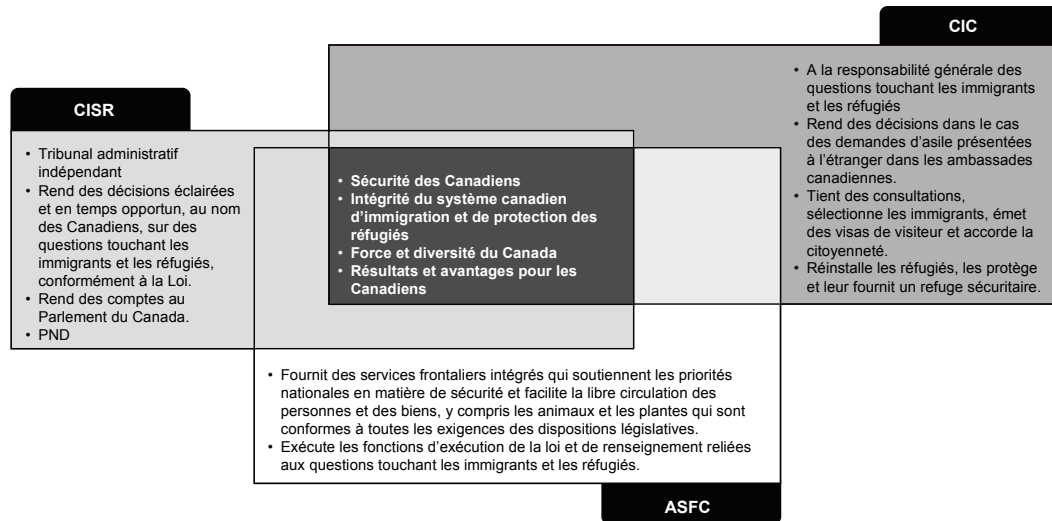 CISR
• Tribunal administratif
indépendant
• Rend des décisions éclairées
et en temps opportun, au nom
des Canadiens, sur des
questions touchant les
immigrants et les réfugiés,
conformément à la Loi.
• Rend des comptes au
Parlement du Canada.
• PND
• Sécurité des Canadiens
• Intégrité du système canadien
d’immigration et de protection des
réfugiés
• Force et diversité du Canada
• Résultats et avantages pour les
Canadiens
CIC
• A la responsabilité générale des
questions touchant les immigrants
et les réfugiés
• Rend des décisions dans le cas
des demandes d’asile présentées
à l’étranger dans les ambassades
canadiennes.
• Tient des consultations,
sélectionne les immigrants, émet
des visas de visiteur et accorde la
citoyenneté.
• Réinstalle les réfugiés, les protège
et leur fournit un refuge sécuritaire.
• Fournit des services frontaliers intégrés qui soutiennent les priorités
nationales en matière de sécurité et facilite la libre circulation des
personnes et des biens, y compris les animaux et les plantes qui sont
conformes à toutes les exigences des dispositions législatives.
• Exécute les fonctions d’exécution de la loi et de renseignement reliées
aux questions touchant les immigrants et les réfugiés.
ASFC